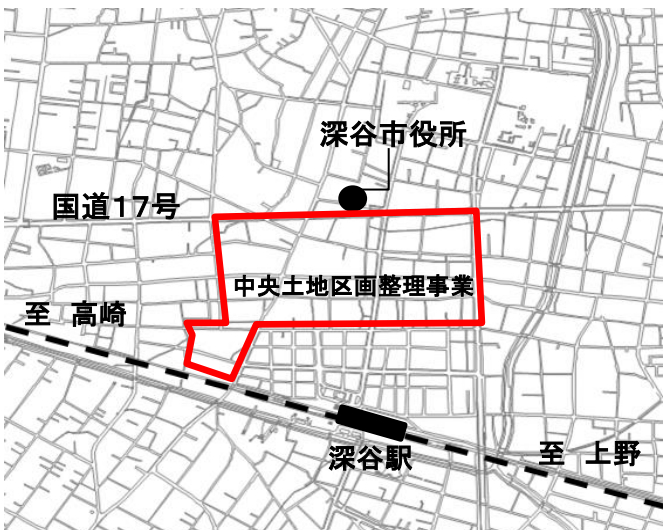 深谷市役所
国道17号
中央土地区画整理事業
至 高崎
深谷駅
至 上野